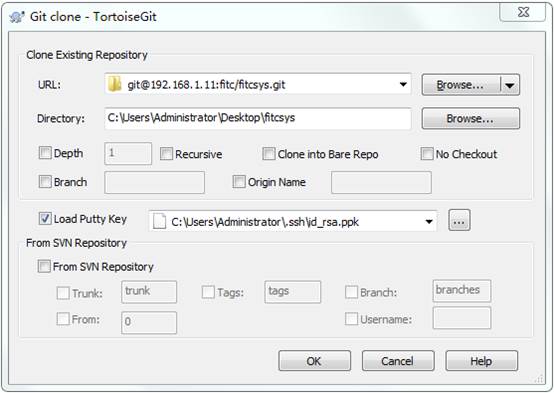 Git clone - TortoiseGit
Clone Existing Repository
URL: git@192.168.1.11:fitc/fitcsys.git Browse...
Directory: C:\Users\Administrator\Desktop\fitcsys Browse...
Depth 1 Recursive Clone into Bare Repo No Checkout
Branch Origin Name
Load Putty Key C:\Users\Administrator\.ssh\id_rsa.ppk ...
From SVN Repository
From SVN Repository
Trunk: trunk Tags: tags Branch: branches
From: 0 Username:
OK Cancel Help